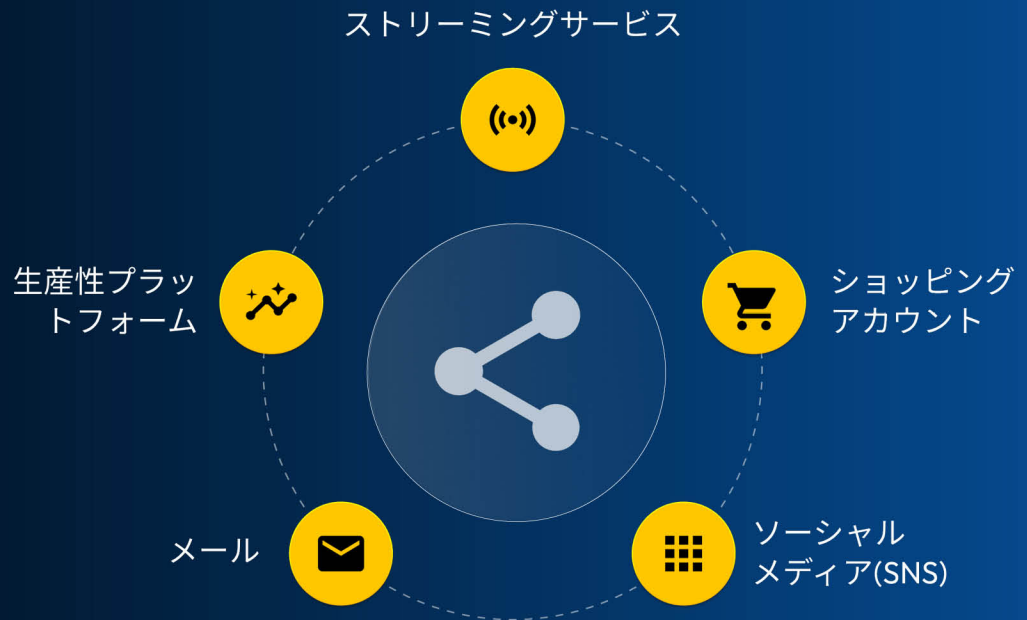 ストリーミングサービス
生産性プラッ
トフォーム
ショッピング
アカウント
メール
ソーシャル
メディア(SNS)